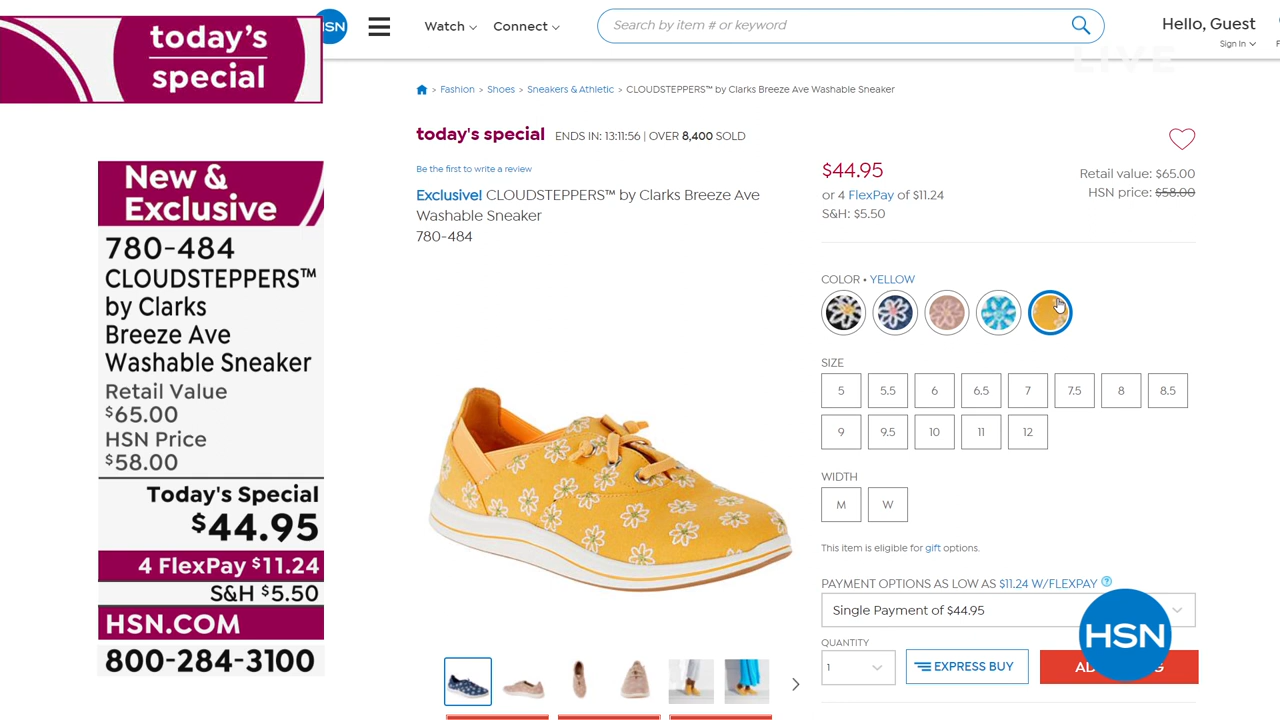 today's
special
HSN
Watch
Connect
Search by item # or keyword
Hello, Guest
Sign In
LIVE
Fashion > Shoes > Sneakers & Athletic > CLOUDSTEPPERS™ by Clarks Breeze Ave Washable Sneaker
today's special ENDS IN: 13:11:56 | OVER 8,400 SOLD
Be the first to write a review
Exclusive! CLOUDSTEPPERS™ by Clarks Breeze Ave
Washable Sneaker
780-484
$44.95
or 4 FlexPay of $11.24
S&H: $5.50
Retail value: $65.00
HSN price: $58.00
COLOR • YELLOW
SIZE
5 5.5 6 6.5 7 7.5 8 8.5
9 9.5 10 11 12
WIDTH
M W
This item is eligible for gift options.
PAYMENT OPTIONS AS LOW AS $11.24 W/FLEXPAY ?
Single Payment of $44.95
QUANTITY
1
EXPRESS BUY
HSN
New &
Exclusive
780-484
CLOUDSTEPPERS™
by Clarks
Breeze Ave
Washable Sneaker
Retail Value
$65.00
HSN Price
$58.00
Today's Special
$44.95
4 FlexPay $11.24
S&H $5.50
HSN.COM
800-284-3100